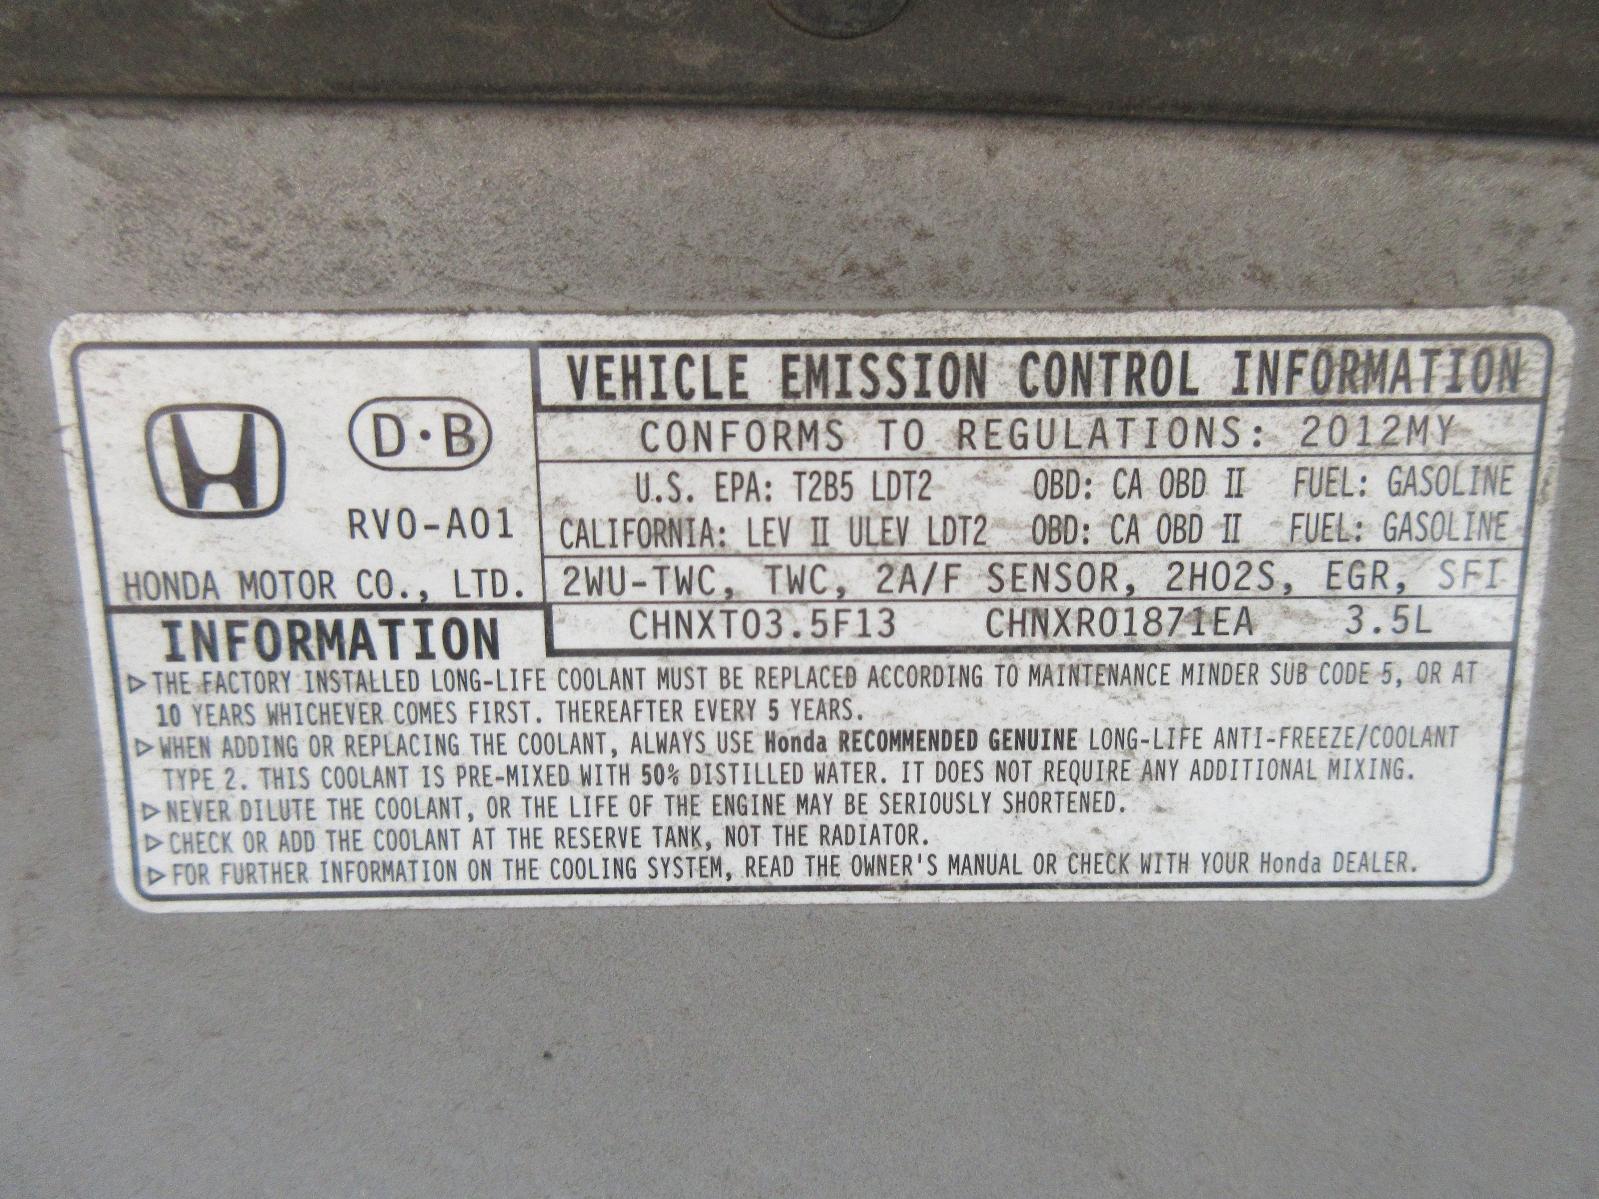 VEHICLE EMISSION CONTROL INFORMATION
D·B
CONFORMS TO REGULATIONS: 2012MY
U.S. EPA: T2B5 LDT2 OBD: CA OBD II FUEL: GASOLINE
RV0-A01
CALIFORNIA: LEV II ULEV LDT2 OBD: CA OBD II FUEL: GASOLINE
HONDA MOTOR CO., LTD.
2WU-TWC, TWC, 2A/F SENSOR, 2HO2S, EGR, SFI
CHNXT03.5F13 CHNXR01871EA 3.5L
INFORMATION
▷THE FACTORY INSTALLED LONG-LIFE COOLANT MUST BE REPLACED ACCORDING TO MAINTENANCE MINDER SUB CODE 5, OR AT
10 YEARS WHICHEVER COMES FIRST. THEREAFTER EVERY 5 YEARS.
▷WHEN ADDING OR REPLACING THE COOLANT, ALWAYS USE Honda RECOMMENDED GENUINE LONG-LIFE ANTI-FREEZE/COOLANT
TYPE 2. THIS COOLANT IS PRE-MIXED WITH 50% DISTILLED WATER. IT DOES NOT REQUIRE ANY ADDITIONAL MIXING.
▷NEVER DILUTE THE COOLANT, OR THE LIFE OF THE ENGINE MAY BE SERIOUSLY SHORTENED.
▷CHECK OR ADD THE COOLANT AT THE RESERVE TANK, NOT THE RADIATOR.
▷FOR FURTHER INFORMATION ON THE COOLING SYSTEM, READ THE OWNER'S MANUAL OR CHECK WITH YOUR Honda DEALER.